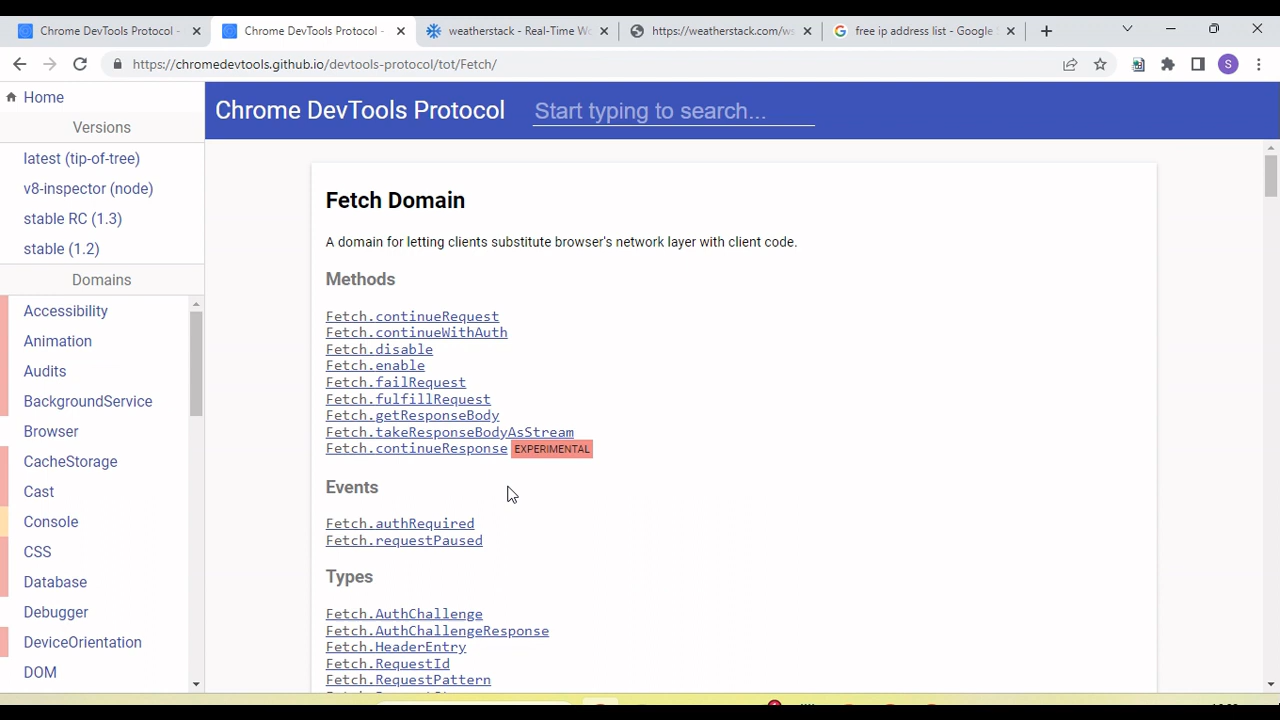 Chrome DevTools Protocol -
Chrome DevTools Protocol -
weatherstack - Real-Time W
https://weatherstack.com/ws
free ip address list - Google S
https://chromedevtools.github.io/devtools-protocol/tot/Fetch/
S
Home
Versions
latest (tip-of-tree)
v8-inspector (node)
stable RC (1.3)
stable (1.2)
Domains
Accessibility
Animation
Audits
BackgroundService
Browser
CacheStorage
Cast
Console
CSS
Database
Debugger
DeviceOrientation
DOM
Chrome DevTools Protocol
Start typing to search...
Fetch Domain
A domain for letting clients substitute browser's network layer with client code.
Methods
Fetch.continueRequest
Fetch.continueWithAuth
Fetch.disable
Fetch.enable
Fetch.failRequest
Fetch.fulfillRequest
Fetch.getResponseBody
Fetch.takeResponseBodyAsStream
Fetch.continueResponse EXPERIMENTAL
Events
Fetch.authRequired
Fetch.requestPaused
Types
Fetch.AuthChallenge
Fetch.AuthChallengeResponse
Fetch.HeaderEntry
Fetch.RequestId
Fetch.RequestPattern